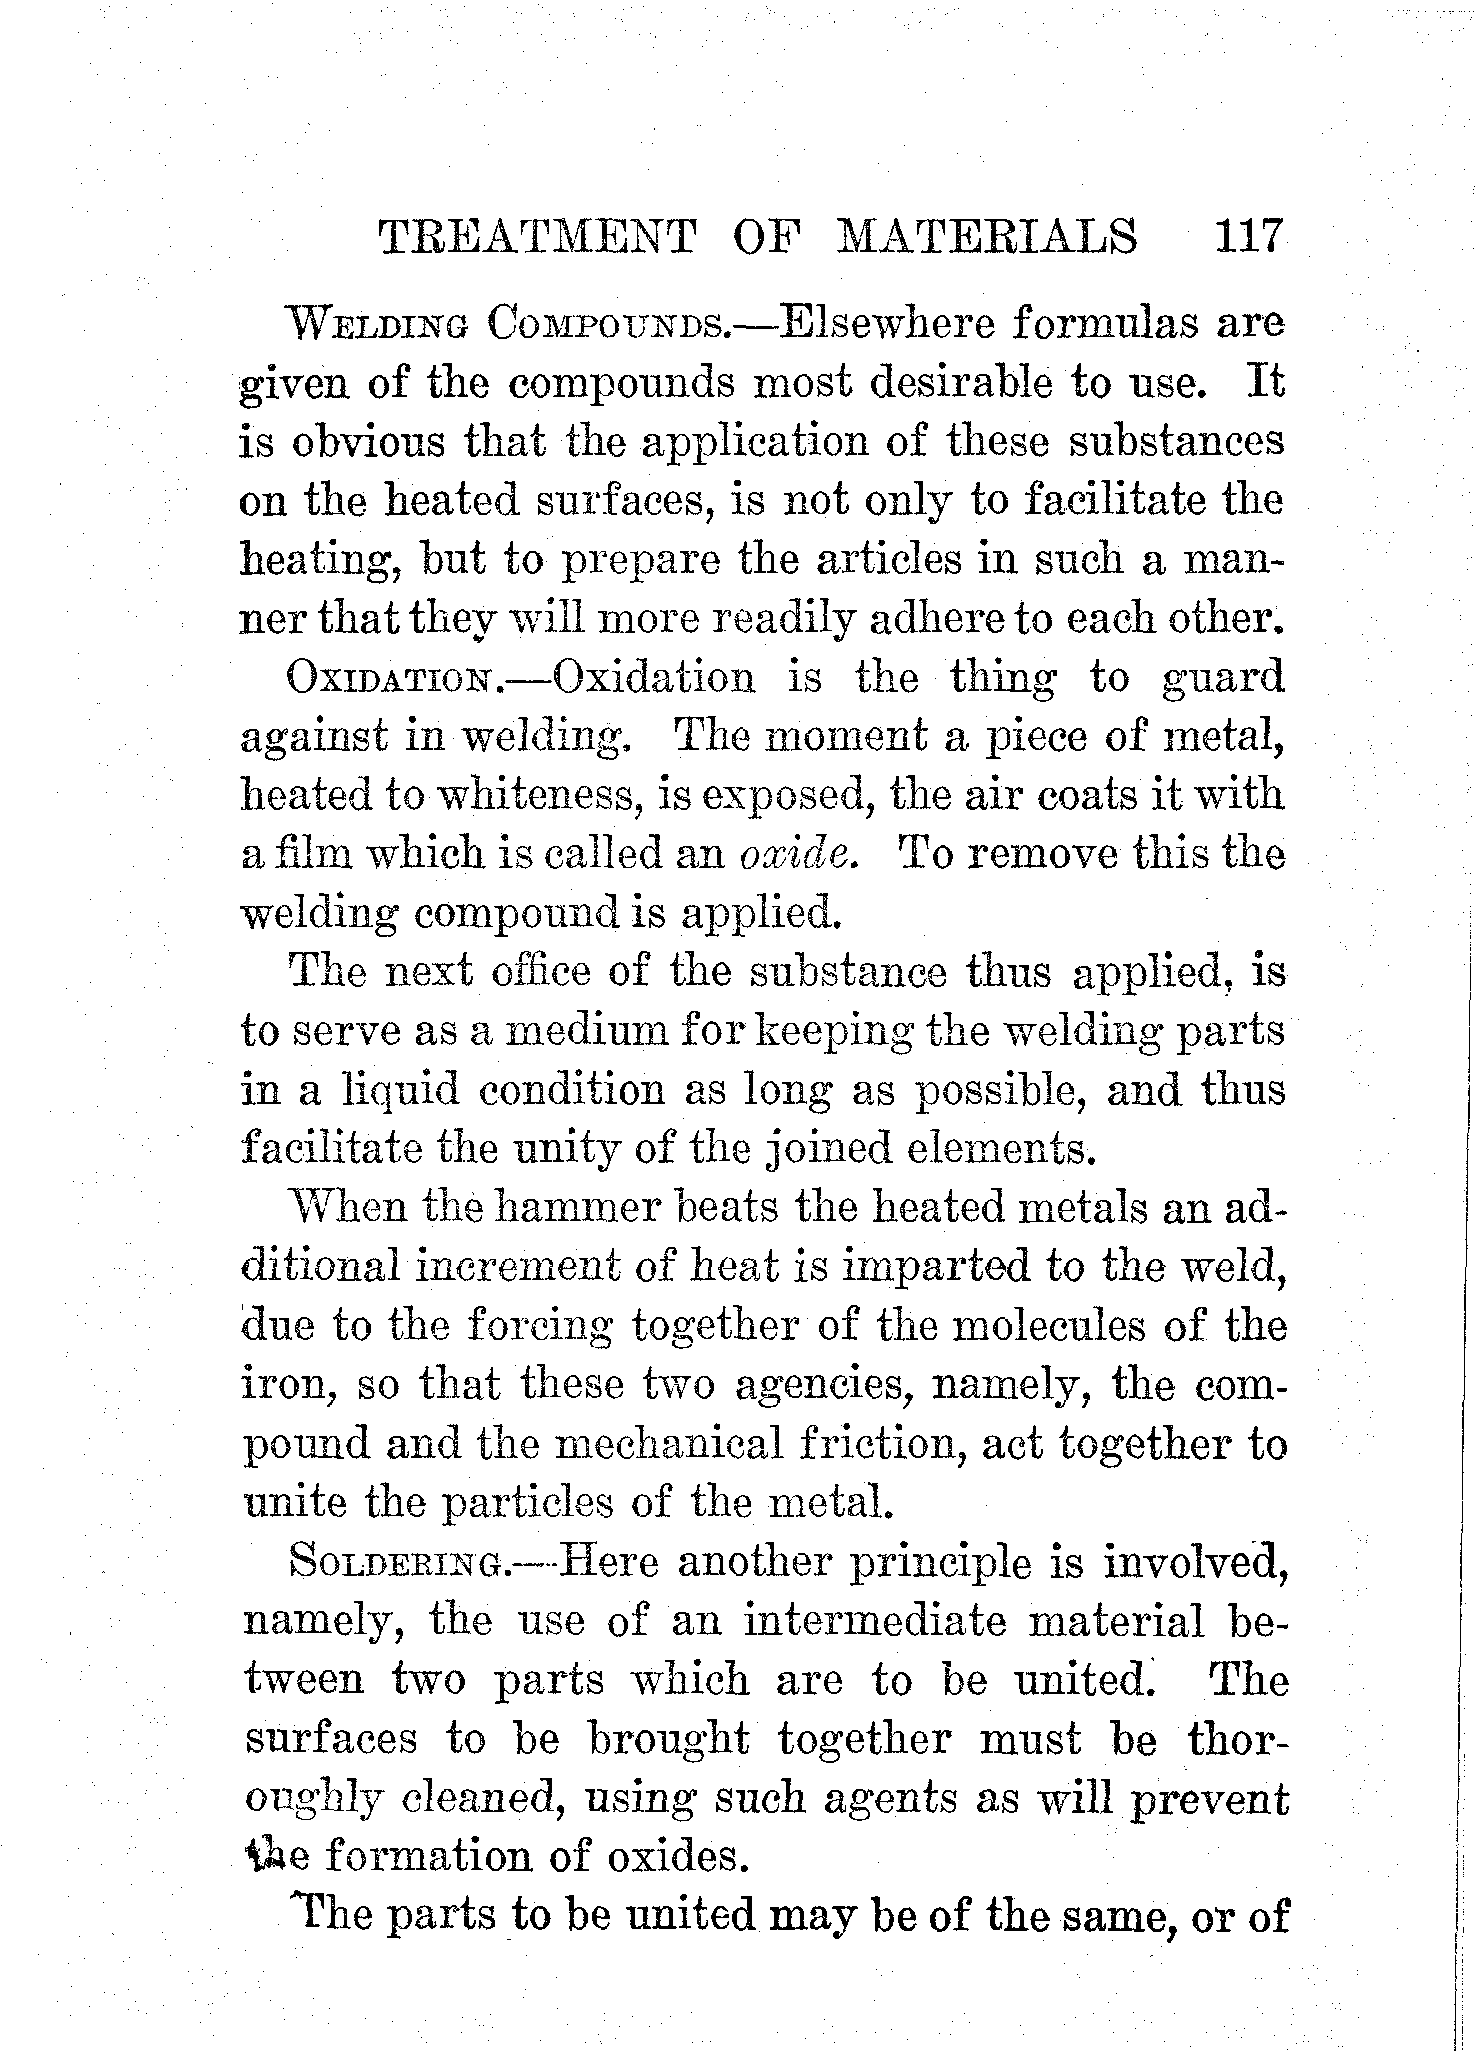 TREATMENT OF MATERIALS 117
WELDING COMPOUNDS.—Elsewhere formulas are
given of the compounds most desirable to use. It
is obvious that the application of these substances
on the heated surfaces, is not only to facilitate the
heating, but to prepare the articles in such a man-
ner that they will more readily adhere to each other.
OXIDATION.—Oxidation is the thing to guard
against in welding. The moment a piece of metal,
heated to whiteness, is exposed, the air coats it with
a film which is called an oxide. To remove this the
welding compound is applied.
The next office of the substance thus applied, is
to serve as a medium for keeping the welding parts
in a liquid condition as long as possible, and thus
facilitate the unity of the joined elements.
When the hammer beats the heated metals an ad-
ditional increment of heat is imparted to the weld,
due to the forcing together of the molecules of the
iron, so that these two agencies, namely, the com-
pound and the mechanical friction, act together to
unite the particles of the metal.
SOLDERING.—Here another principle is involved,
namely, the use of an intermediate material be-
tween two parts which are to be united. The
surfaces to be brought together must be thor-
oughly cleaned, using such agents as will prevent
the formation of oxides.
The parts to be united may be of the same, or of